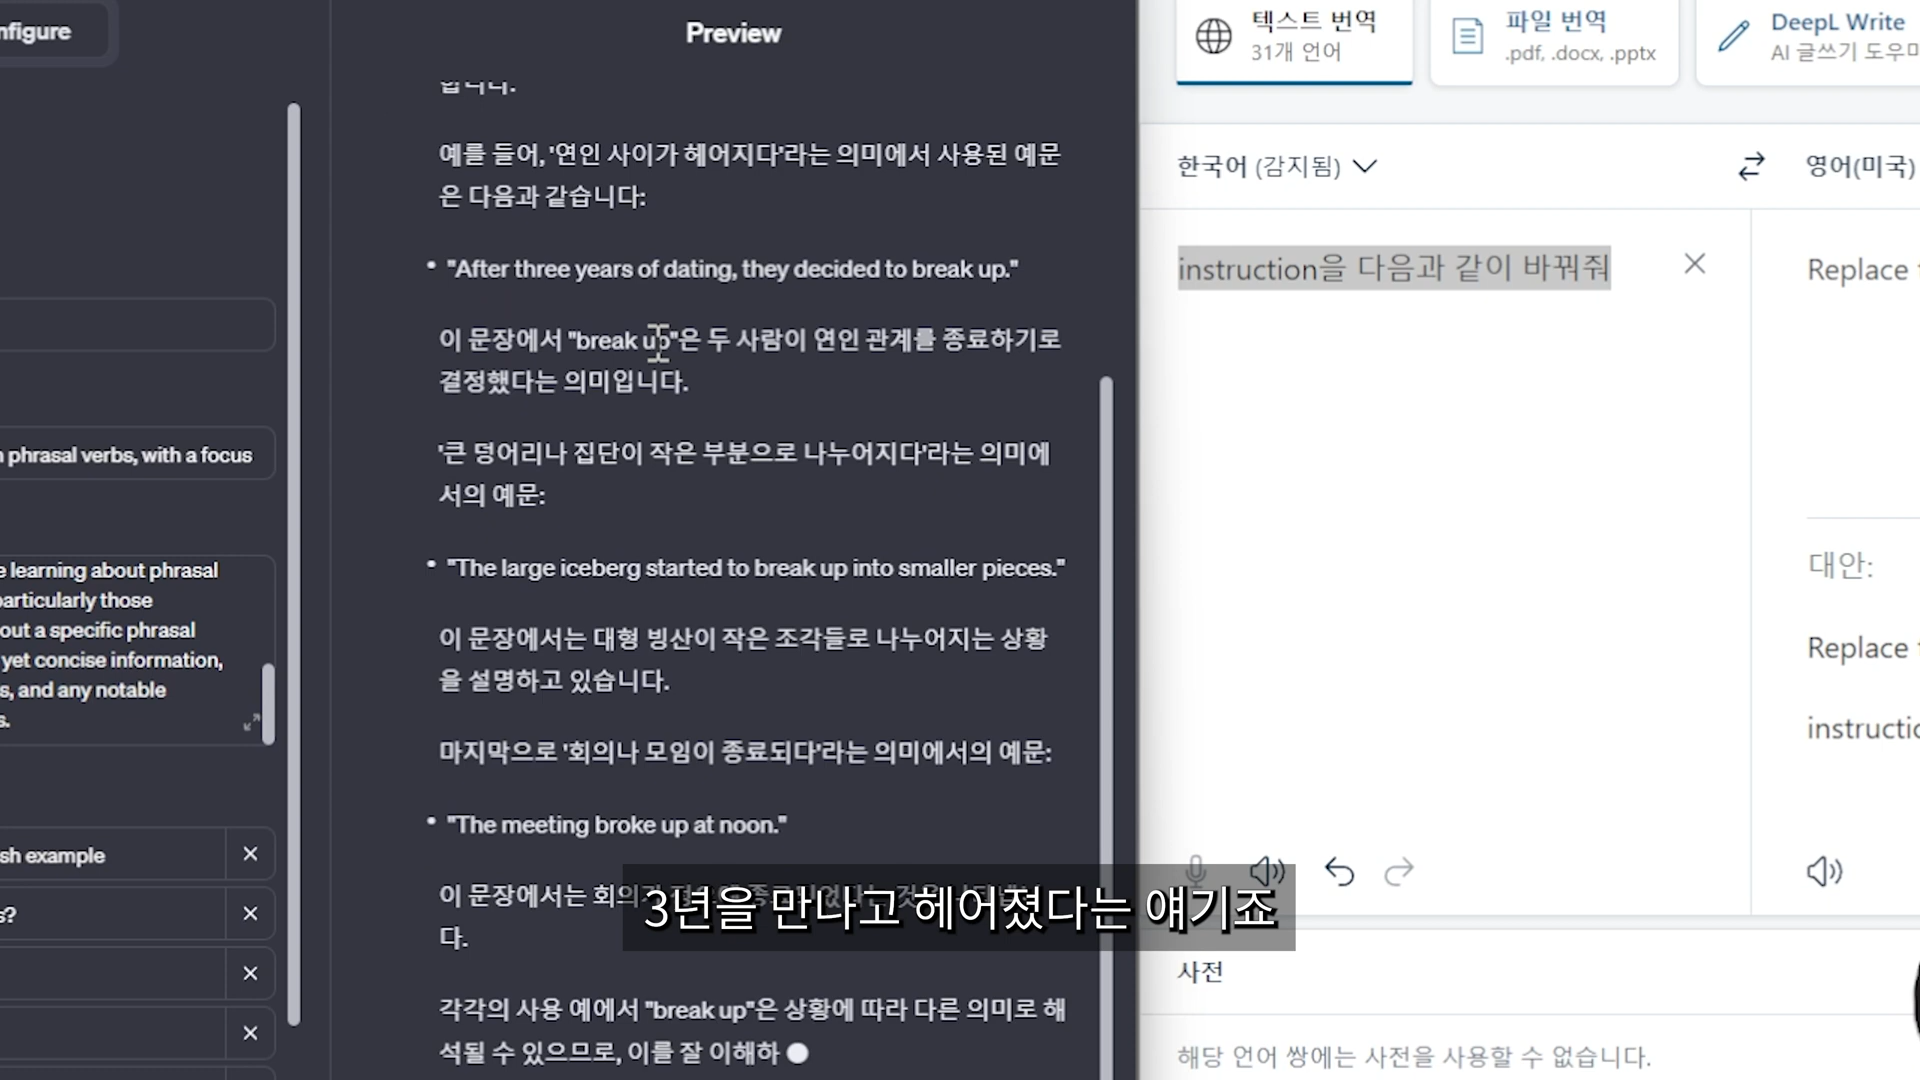 nfigure
phrasal verbs, with a focus
learning about phrasal
particularly those
out a specific phrasal
yet concise information,
s, and any notable
s.
sh example
s?
Preview
입니다.
예를 들어, '연인 사이가 헤어지다'라는 의미에서 사용된 예문
은 다음과 같습니다:
• "After three years of dating, they decided to break up."
이 문장에서 "break up"은 두 사람이 연인 관계를 종료하기로
결정했다는 의미입니다.
'큰 덩어리나 집단이 작은 부분으로 나누어지다'라는 의미에
서의 예문:
• "The large iceberg started to break up into smaller pieces."
이 문장에서는 대형 빙산이 작은 조각들로 나누어지는 상황
을 설명하고 있습니다.
마지막으로 '회의나 모임이 종료되다'라는 의미에서의 예문:
• "The meeting broke up at noon."
이 문장에서는
다.
각각의 사용 예에서 "break up"은 상황에 따라 다른 의미로 해
석될 수 있으므로, 이를 잘 이해하
3년을 만나고 헤어졌다는 얘기죠
텍스트 번역
31개 언어
파일 번역
.pdf, .docx, .pptx
DeepL Write
AI 글쓰기 도우미
한국어 (감지됨)
영어(미국)
instruction을 다음과 같이 바꿔줘
Replace
대안:
Replace
instructio
사전
해당 언어 쌍에는 사전을 사용할 수 없습니다.